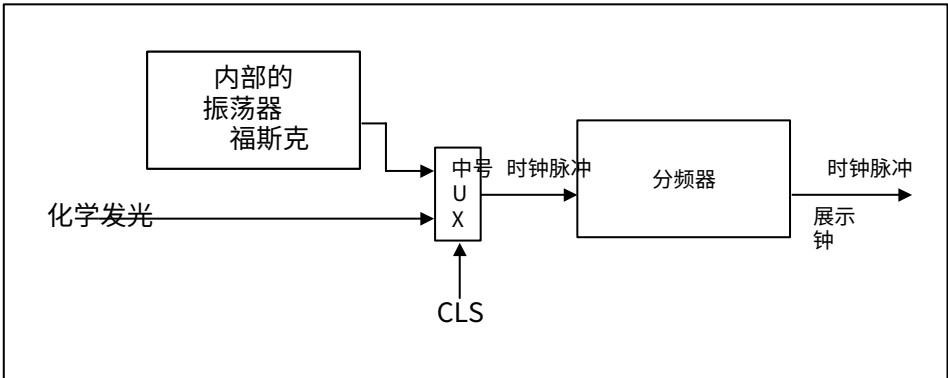 内部的
振荡器
福斯克
中号
U
X
时钟脉冲
分频器
时钟脉冲
化学发光
展示
钟
CLS